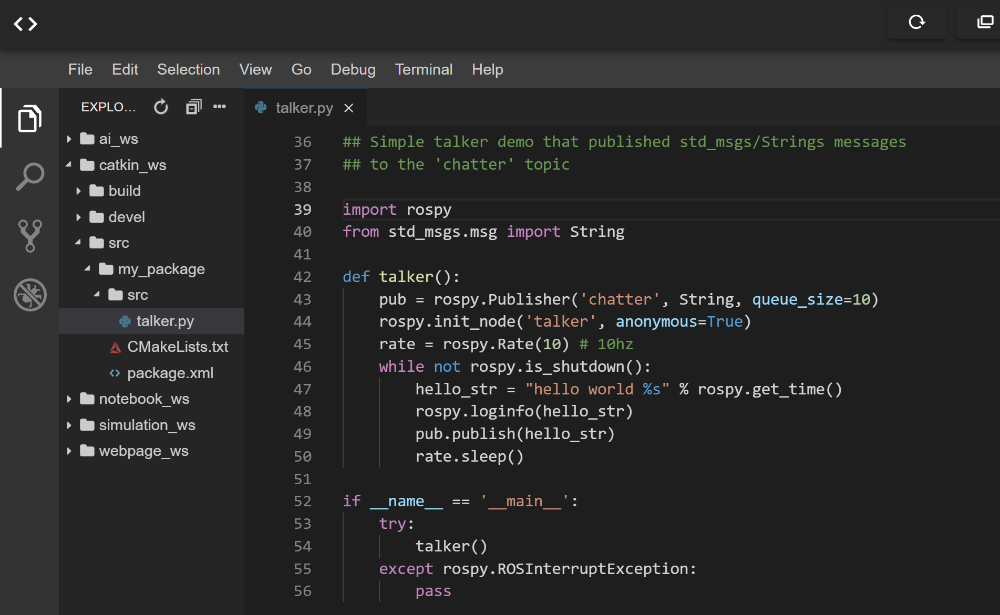 File Edit Selection View Go Debug Terminal Help
EXPLO...
ai_ws
catkin_ws
build
devel
src
my_package
src
talker.py
CMakeLists.txt
package.xml
notebook_ws
simulation_ws
webpage_ws
talker.py
36 ## Simple talker demo that published std_msgs/Strings messages
37 ## to the 'chatter' topic
38
39 import rospy
40 from std_msgs.msg import String
41
42 def talker():
43     pub = rospy.Publisher('chatter', String, queue_size=10)
44     rospy.init_node('talker', anonymous=True)
45     rate = rospy.Rate(10) # 10hz
46     while not rospy.is_shutdown():
47         hello_str = "hello world %s" % rospy.get_time()
48         rospy.loginfo(hello_str)
49         pub.publish(hello_str)
50         rate.sleep()
51
52 if __name__ == '__main__':
53     try:
54         talker()
55     except rospy.ROSInterruptException:
56         pass